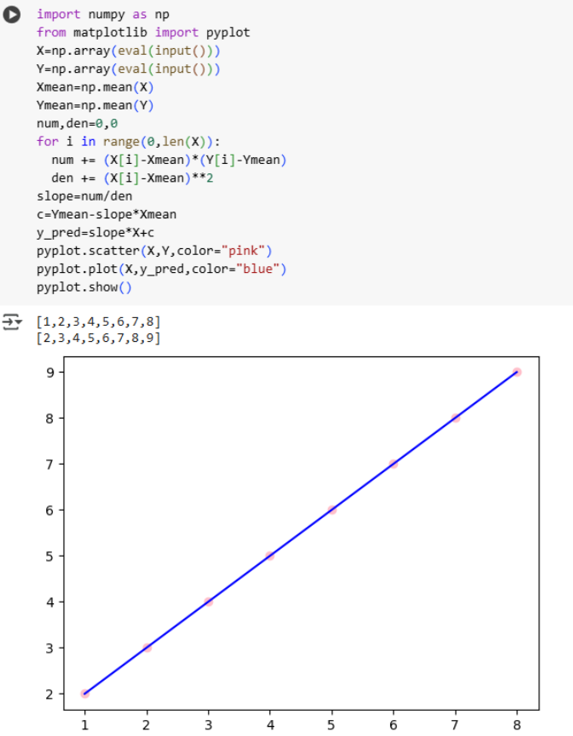 import numpy as np
from matplotlib import pyplot
X=np.array(eval(input()))
Y=np.array(eval(input()))
Xmean=np.mean(X)
Ymean=np.mean(Y)
num,den=0,0
for i in range(0,len(X)):
  num += (X[i]-Xmean)*(Y[i]-Ymean)
  den += (X[i]-Xmean)**2
slope=num/den
c=Ymean-slope*Xmean
y_pred=slope*X+c
pyplot.scatter(X,Y,color="pink")
pyplot.plot(X,y_pred,color="blue")
pyplot.show()
[1,2,3,4,5,6,7,8]
[2,3,4,5,6,7,8,9]
9
8
7
6
5
4
3
2
1 2 3 4 5 6 7 8